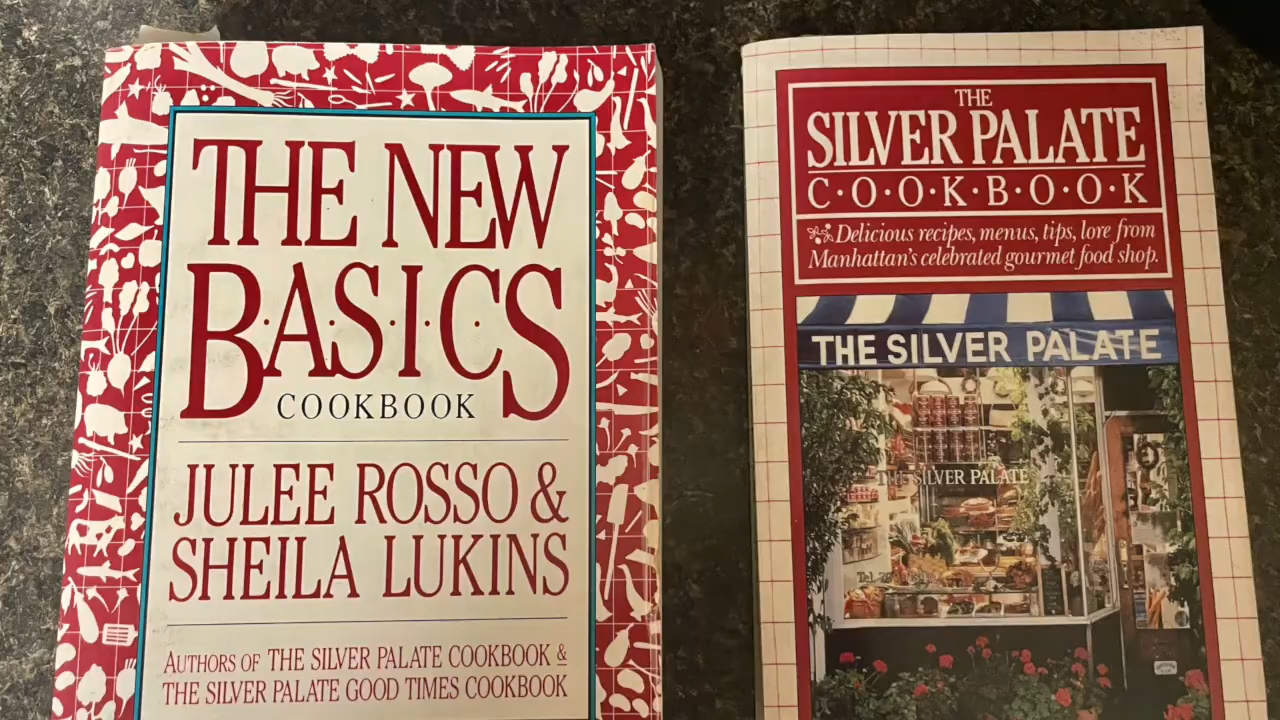 THE NEW
B·A·S·I·C·S
COOKBOOK
JULEE ROSSO &
SHEILA LUKINS
AUTHORS OF THE SILVER PALATE COOKBOOK &
THE SILVER PALATE GOOD TIMES COOKBOOK
THE
SILVER PALATE
C·O·O·K·B·O·O·K
Delicious recipes, menus, tips, lore from
Manhattan's celebrated gourmet food shop.
THE SILVER PALATE
THE SILVER PALATE
Tel.